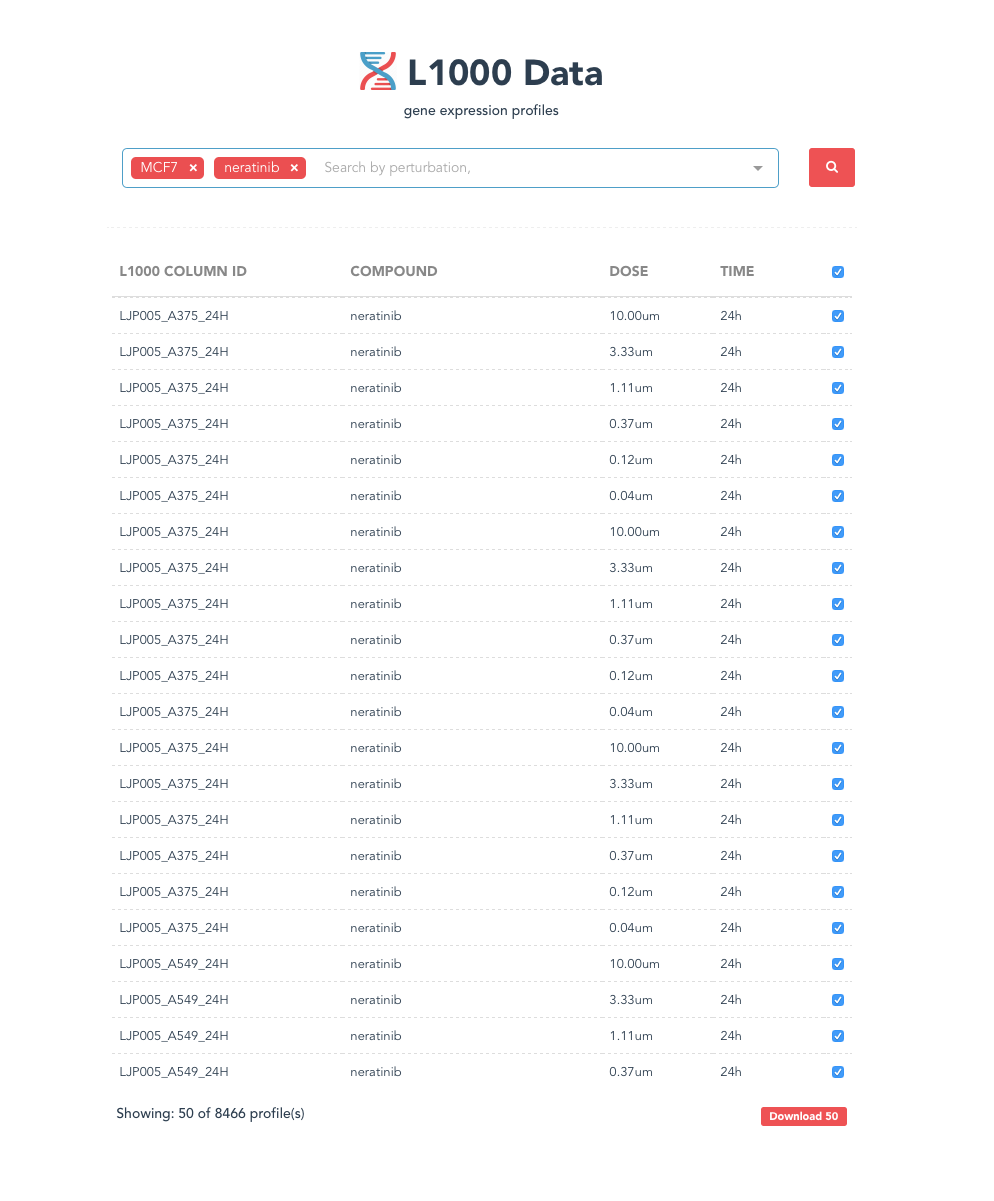 L1000 Data
gene expression profiles
MCF7 × neratinib × Search by perturbation,
L1000 COLUMN ID COMPOUND DOSE TIME
LJP005_A375_24H neratinib 10.00um 24h
LJP005_A375_24H neratinib 3.33um 24h
LJP005_A375_24H neratinib 1.11um 24h
LJP005_A375_24H neratinib 0.37um 24h
LJP005_A375_24H neratinib 0.12um 24h
LJP005_A375_24H neratinib 0.04um 24h
LJP005_A375_24H neratinib 10.00um 24h
LJP005_A375_24H neratinib 3.33um 24h
LJP005_A375_24H neratinib 1.11um 24h
LJP005_A375_24H neratinib 0.37um 24h
LJP005_A375_24H neratinib 0.12um 24h
LJP005_A375_24H neratinib 0.04um 24h
LJP005_A375_24H neratinib 10.00um 24h
LJP005_A375_24H neratinib 3.33um 24h
LJP005_A375_24H neratinib 1.11um 24h
LJP005_A375_24H neratinib 0.37um 24h
LJP005_A375_24H neratinib 0.12um 24h
LJP005_A375_24H neratinib 0.04um 24h
LJP005_A549_24H neratinib 10.00um 24h
LJP005_A549_24H neratinib 3.33um 24h
LJP005_A549_24H neratinib 1.11um 24h
LJP005_A549_24H neratinib 0.37um 24h
Showing: 50 of 8466 profile(s) Download 50